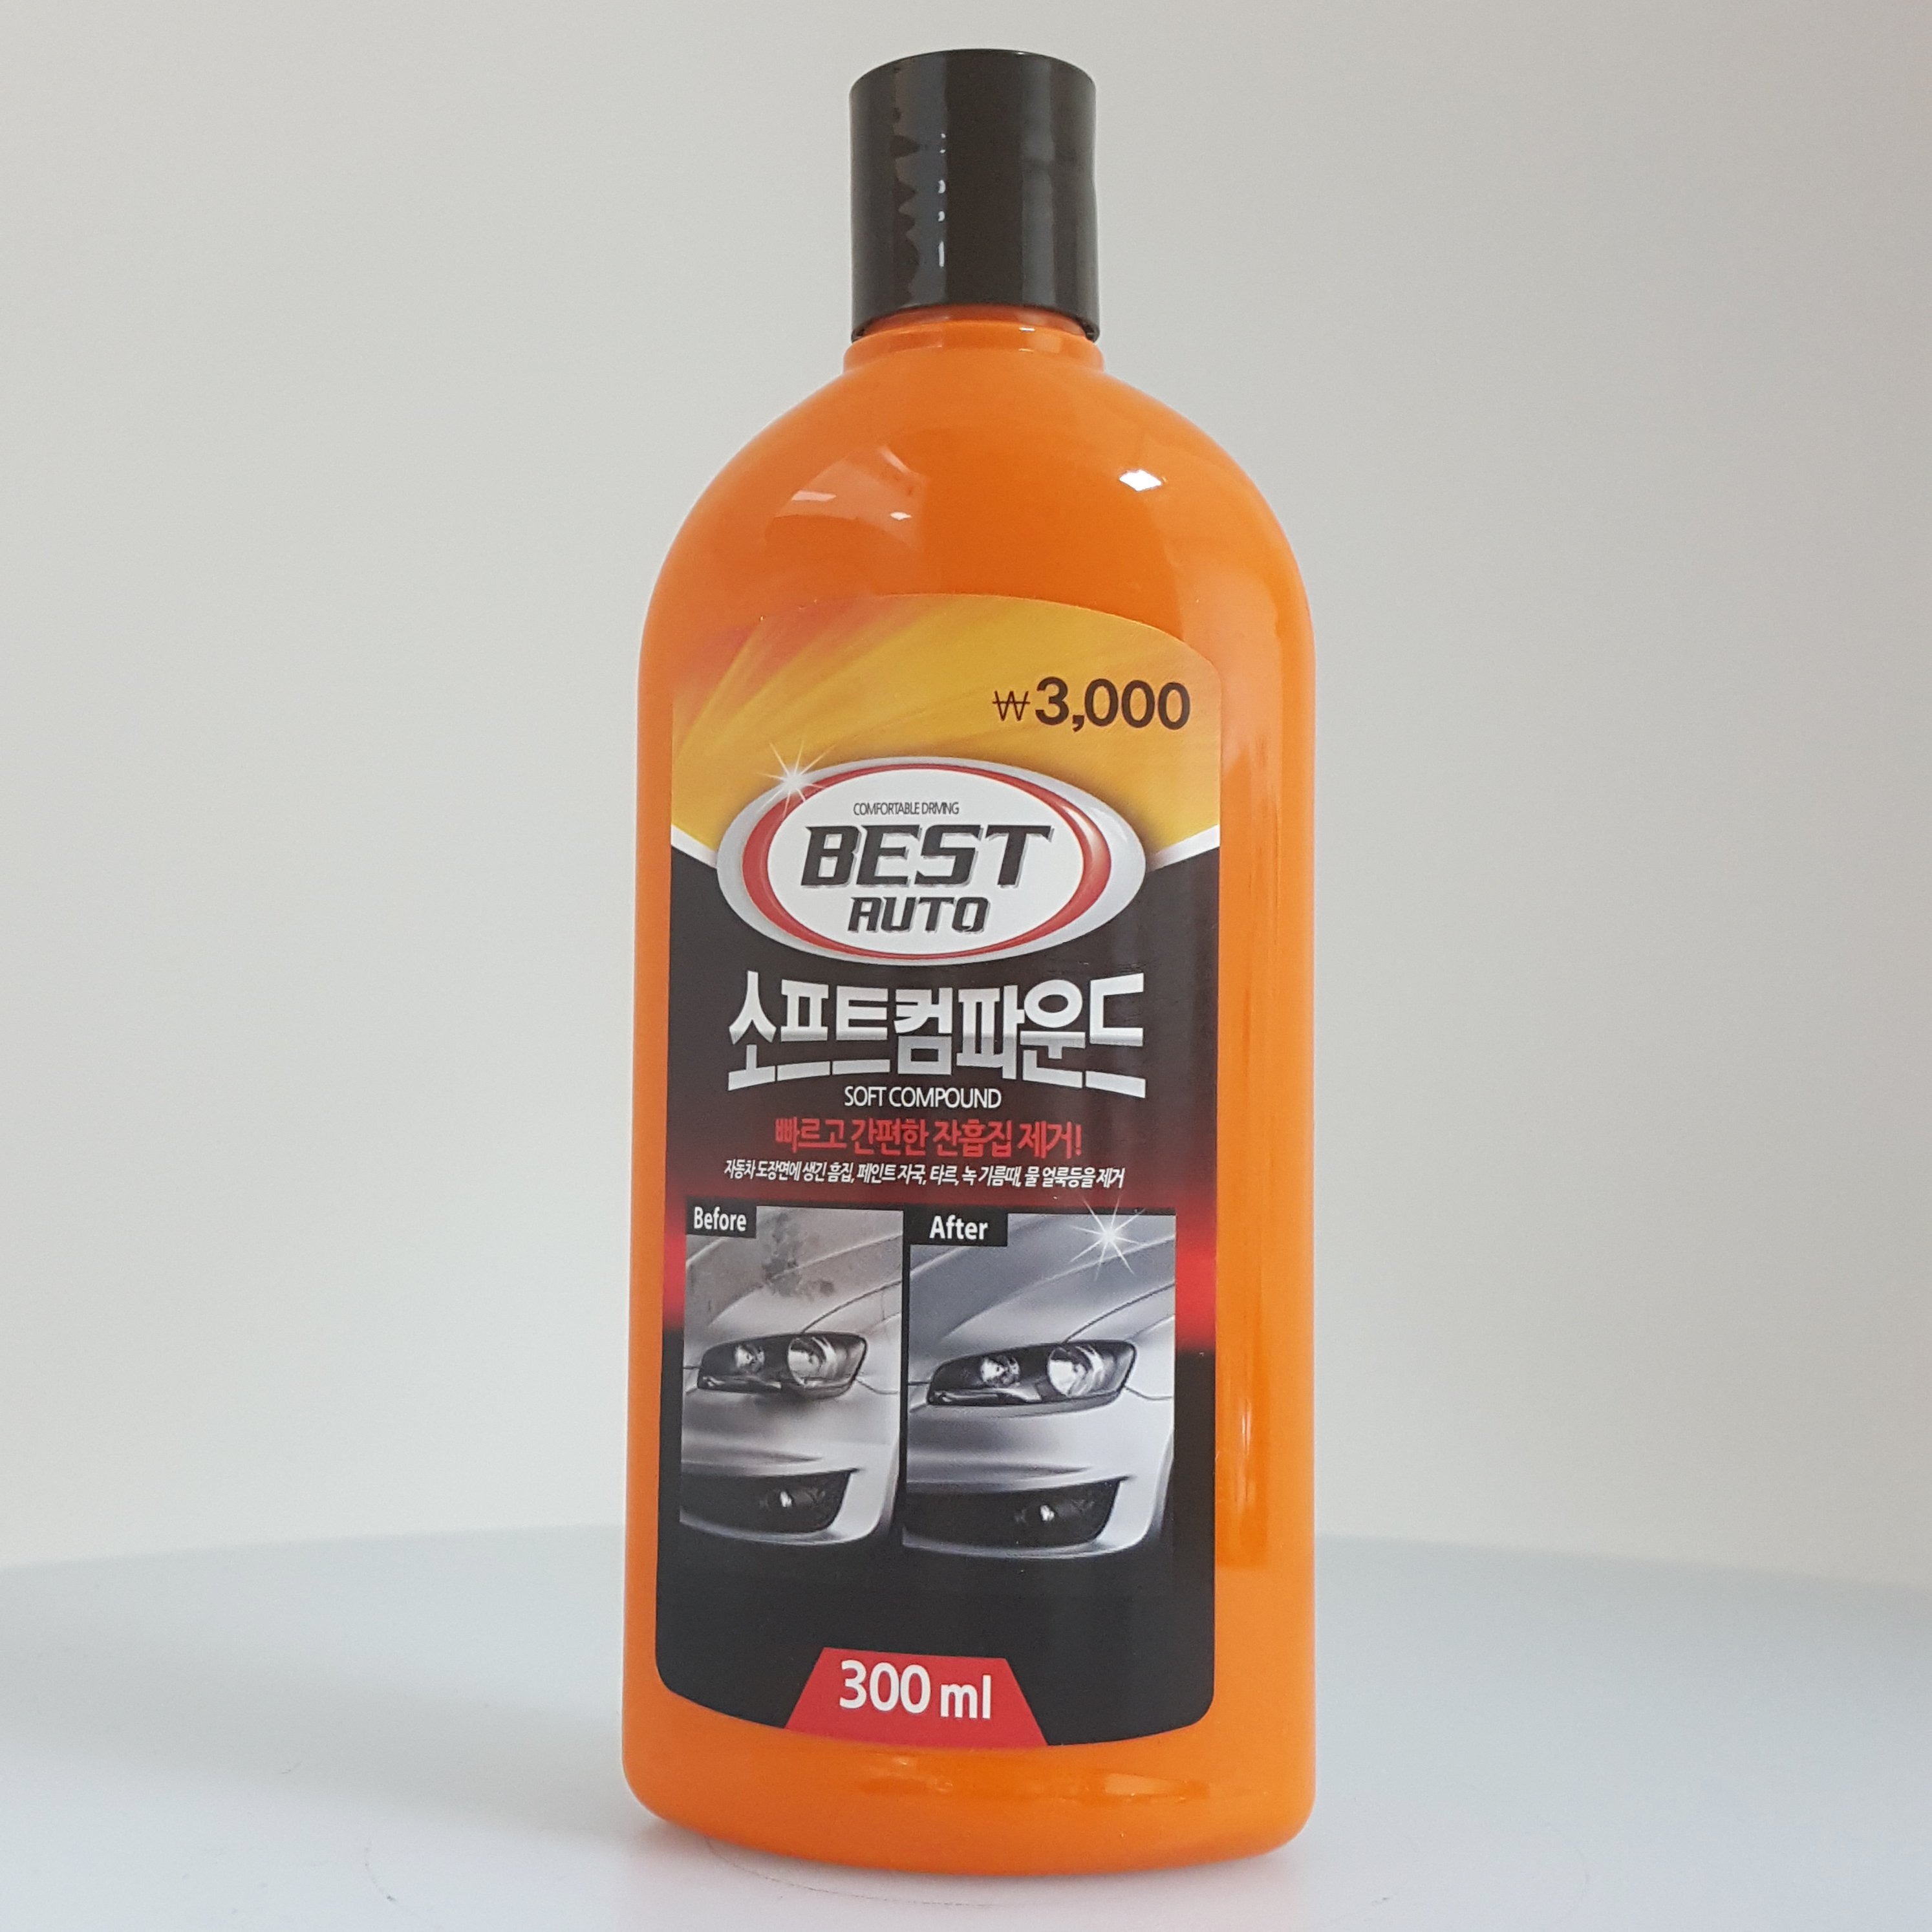 ₩3,000
COMFORTABLE DRIVING
BEST
AUTO
소프트컴파운드
SOFT COMPOUND
빠르고 간편한 잔흠집 제거!
자동차 도장면에 생긴 흠집, 페인트 자국, 타르, 녹 기름때, 물 얼룩등을 제거
Before
After
300 ml